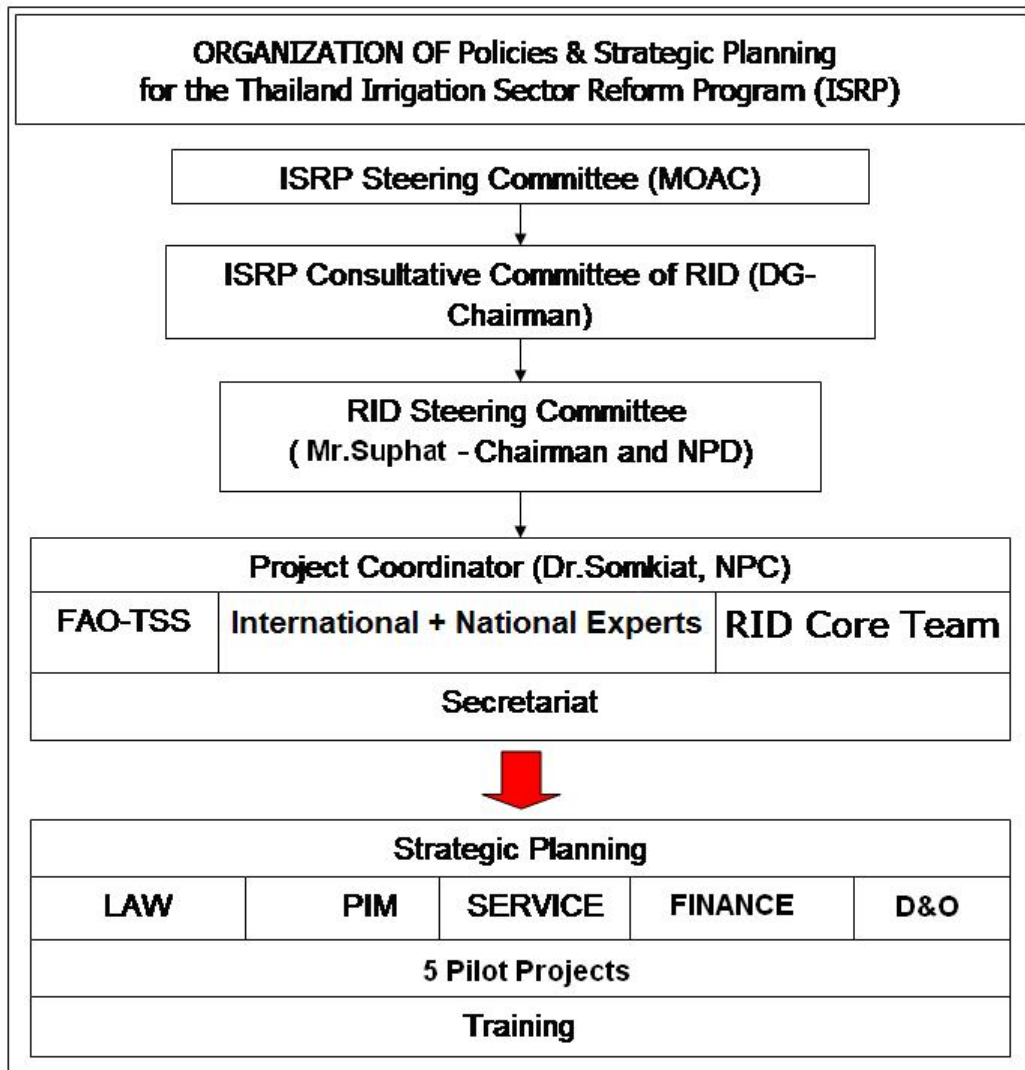 ORGANIZATION OF Policies & Strategic Planning
for the Thailand Irrigation Sector Reform Program (ISRP)
ISRP Steering Committee (MOAC)
ISRP Consultative Committee of RID (DG-
Chairman)
RID Steering Committee
( Mr.Suphat - Chairman and NPD)
Project Coordinator (Dr.Somkiat, NPC)
FAO-TSS International + National Experts RID Core Team
Secretariat
Strategic Planning
LAW PIM SERVICE FINANCE D&O
5 Pilot Projects
Training